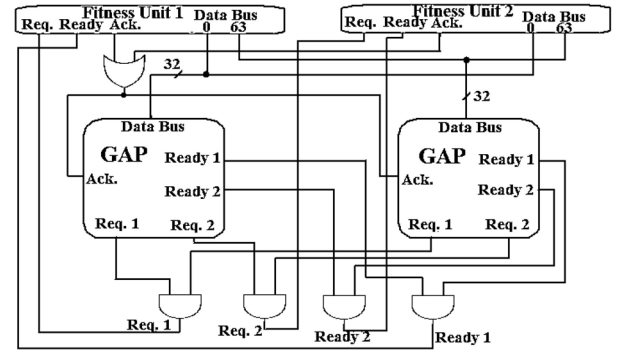 Fitness Unit 1
Data Bus
Req. Ready Ack.
0 63
Fitness Unit 2
Data Bus
Req. Ready Ack.
0 63
32
32
Data Bus
GAP
Ready 1
Ack.
Ready 2
Req. 1
Req. 2
Data Bus
GAP
Ready 1
Ack.
Ready 2
Req. 1
Req. 2
Req. 1
Req. 2
Ready 2
Ready 1